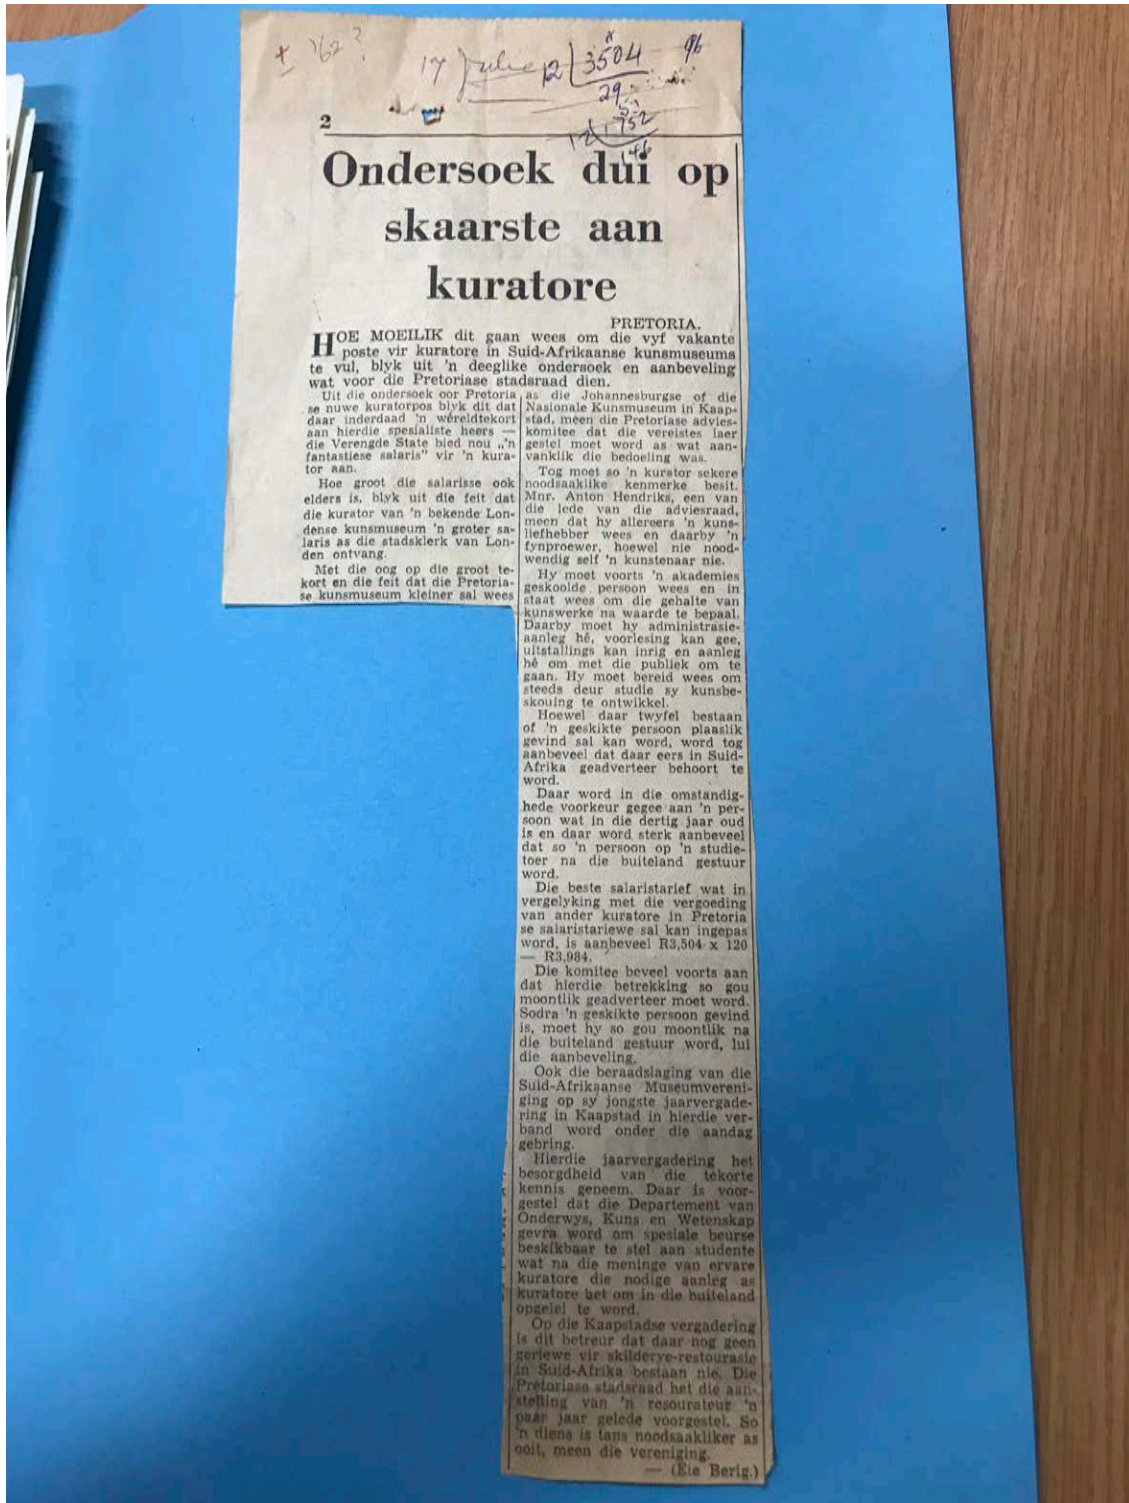 ± '62?
17 Julie
12 3504
96
29
12 1752
146
2
Ondersoek dui op
skaarste aan
kuratore
PRETORIA.
HOE MOEILIK dit gaan wees om die vyf vakante
poste vir kuratore in Suid-Afrikaanse kunsmuseums
te vul, blyk uit 'n deeglike ondersoek en aanbeveling
wat voor die Pretoriase stadsraad dien.
Uit die ondersoek oor Pretoria
se nuwe kuratorpos blyk dit dat
daar inderdaad 'n wêreldtekort
aan hierdie spesialiste heers —
die Verengde State bied nou „'n
fantastiese salaris” vir 'n kura-
tor aan.
Hoe groot die salarisse ook
elders is, blyk uit die feit dat
die kurator van 'n bekende Lon-
dense kunsmuseum 'n groter sa-
laris as die stadsklerk van Lon-
den ontvang.
Met die oog op die groot te-
kort en die feit dat die Pretoria-
se kunsmuseum kleiner sal wees
as die Johannesburgse of die
Nasionale Kunsmuseum in Kaap-
stad, meen die Pretoriase advies-
komitee dat die vereistes laer
gestel moet word as wat aan-
vanklik die bedoeling was.
Tog moet so 'n kurator sekere
noodsaaklike kenmerke besit.
Mnr. Anton Hendriks, een van
die lede van die adviesraad,
meen dat hy allereers 'n kuns-
liefhebber wees en daarby 'n
fynproewer, hoewel nie nood-
wendig self 'n kunstenaar nie.
Hy moet voorts 'n akademies
geskoolde persoon wees en in
staat wees om die gehalte van
kunswerke na waarde te bepaal.
Daarby moet hy administrasie-
aanleg hê, voorlesing kan gee,
uitstallings kan inrig en aanleg
hê om met die publiek om te
gaan. Hy moet bereid wees om
steeds deur studie sy kunsbe-
skouing te ontwikkel.
Hoewel daar twyfel bestaan
of 'n geskikte persoon plaaslik
gevind sal kan word, word tog
aanbeveel dat daar eers in Suid-
Afrika geadverteer behoort te
word.
Daar word in die omstandig-
hede voorkeur gegee aan 'n per-
soon wat in die dertig jaar oud
is en daar word sterk aanbeveel
dat so 'n persoon op 'n studie-
toer na die buiteland gestuur
word.
Die beste salaristarief wat in
vergelyking met die vergoeding
van ander kuratore in Pretoria
se salaristariewe sal kan ingepas
word, is aanbeveel R3,504 x 120
— R3,984.
Die komitee beveel voorts aan
dat hierdie betrekking so gou
moontlik geadverteer moet word.
Sodra 'n geskikte persoon gevind
is, moet hy so gou moontlik na
die buiteland gestuur word, lui
die aanbeveling.
Ook die beraadslaging van die
Suid-Afrikaanse Museumvereni-
ging op sy jongste jaarvergade-
ring in Kaapstad in hierdie ver-
band word onder die aandag
gebring.
Hierdie jaarvergadering het
besorgdheid van die tekorte
kennis geneem. Daar is voor-
gestel dat die Departement van
Onderwys, Kuns en Wetenskap
gevra word om spesiale beurse
beskikbaar te stel aan studente
wat na die meninge van ervare
kuratore die nodige aanleg as
kuratore het om in die buiteland
opgelei te word.
Op die Kaapstadse vergadering
is dit betreur dat daar nog geen
geriewe vir skilderye-restourasie
in Suid-Afrika bestaan nie. Die
Pretoriase stadsraad het die aan-
stelling van 'n resourateur 'n
paar jaar gelede voorgestel. So
'n diens is tans noodsaakliker as
ooit, meen die vereniging.
— (Eie Berig.)